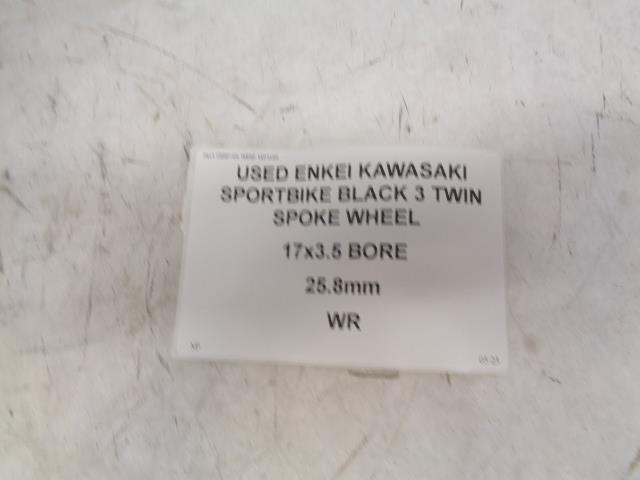 USED ENKEI KAWASAKI
SPORTBIKE BLACK 3 TWIN
SPOKE WHEEL
17x3.5 BORE
25.8mm
WR